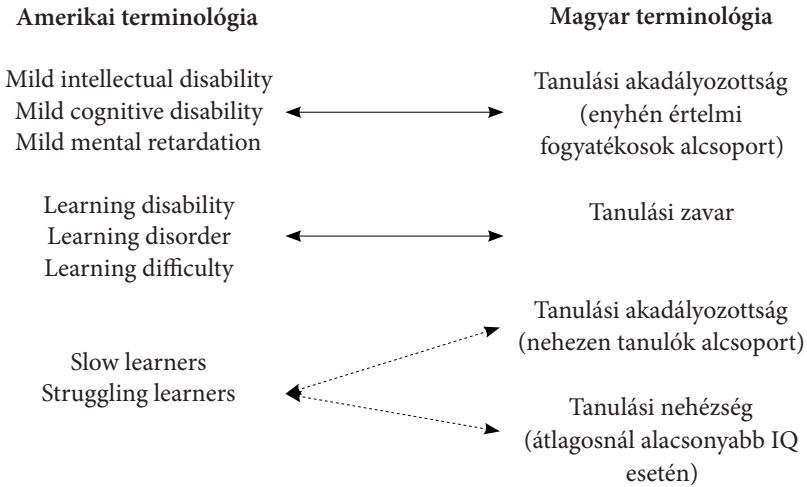 Amerikai terminológia
Magyar terminológia
Mild intellectual disability
Mild cognitive disability
Mild mental retardation
Tanulási akadályozottság
(enyhén értelmi
fogyatékosok alcsoport)
Learning disability
Learning disorder
Learning difficulty
Tanulási zavar
Slow learners
Struggling learners
Tanulási akadályozottság
(nehezen tanulók alcsoport)
Tanulási nehézség
(átlagosnál alacsonyabb IQ
esetén)